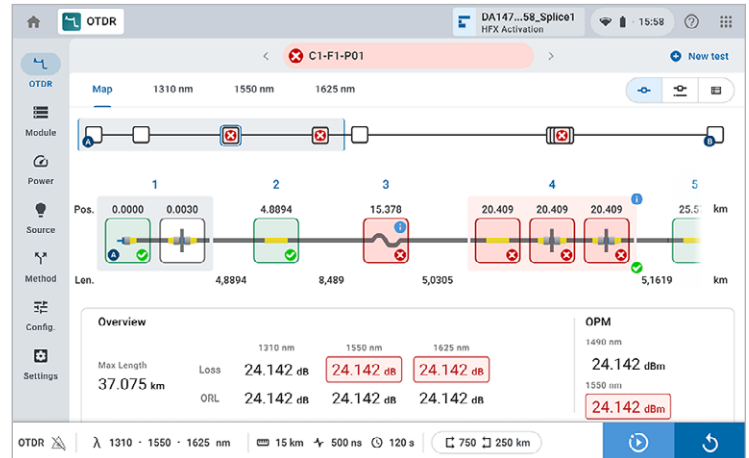 OTDR
DA147...58_Splice1
HFX Activation
15:58
C1-F1-P01
New test
OTDR
Module
Power
Source
Method
Config.
Settings
Map 1310 nm 1550 nm 1625 nm
A
B
1 2 3 4 5
Pos. 0.0000 0.0030 4.8894 15.378 20.409 20.409 20.409 25.5 km
A
Len. 4,8894 8,489 5,0305 5,1619 km
Overview
1310 nm 1550 nm 1625 nm
Max Length
37.075 km
Loss 24.142 dB 24.142 dB 24.142 dB
ORL 24.142 dB 24.142 dB 24.142 dB
OPM
1490 nm
24.142 dBm
1550 nm
24.142 dBm
OTDR λ 1310 · 1550 · 1625 nm 15 km 500 ns 120 s 750 250 km